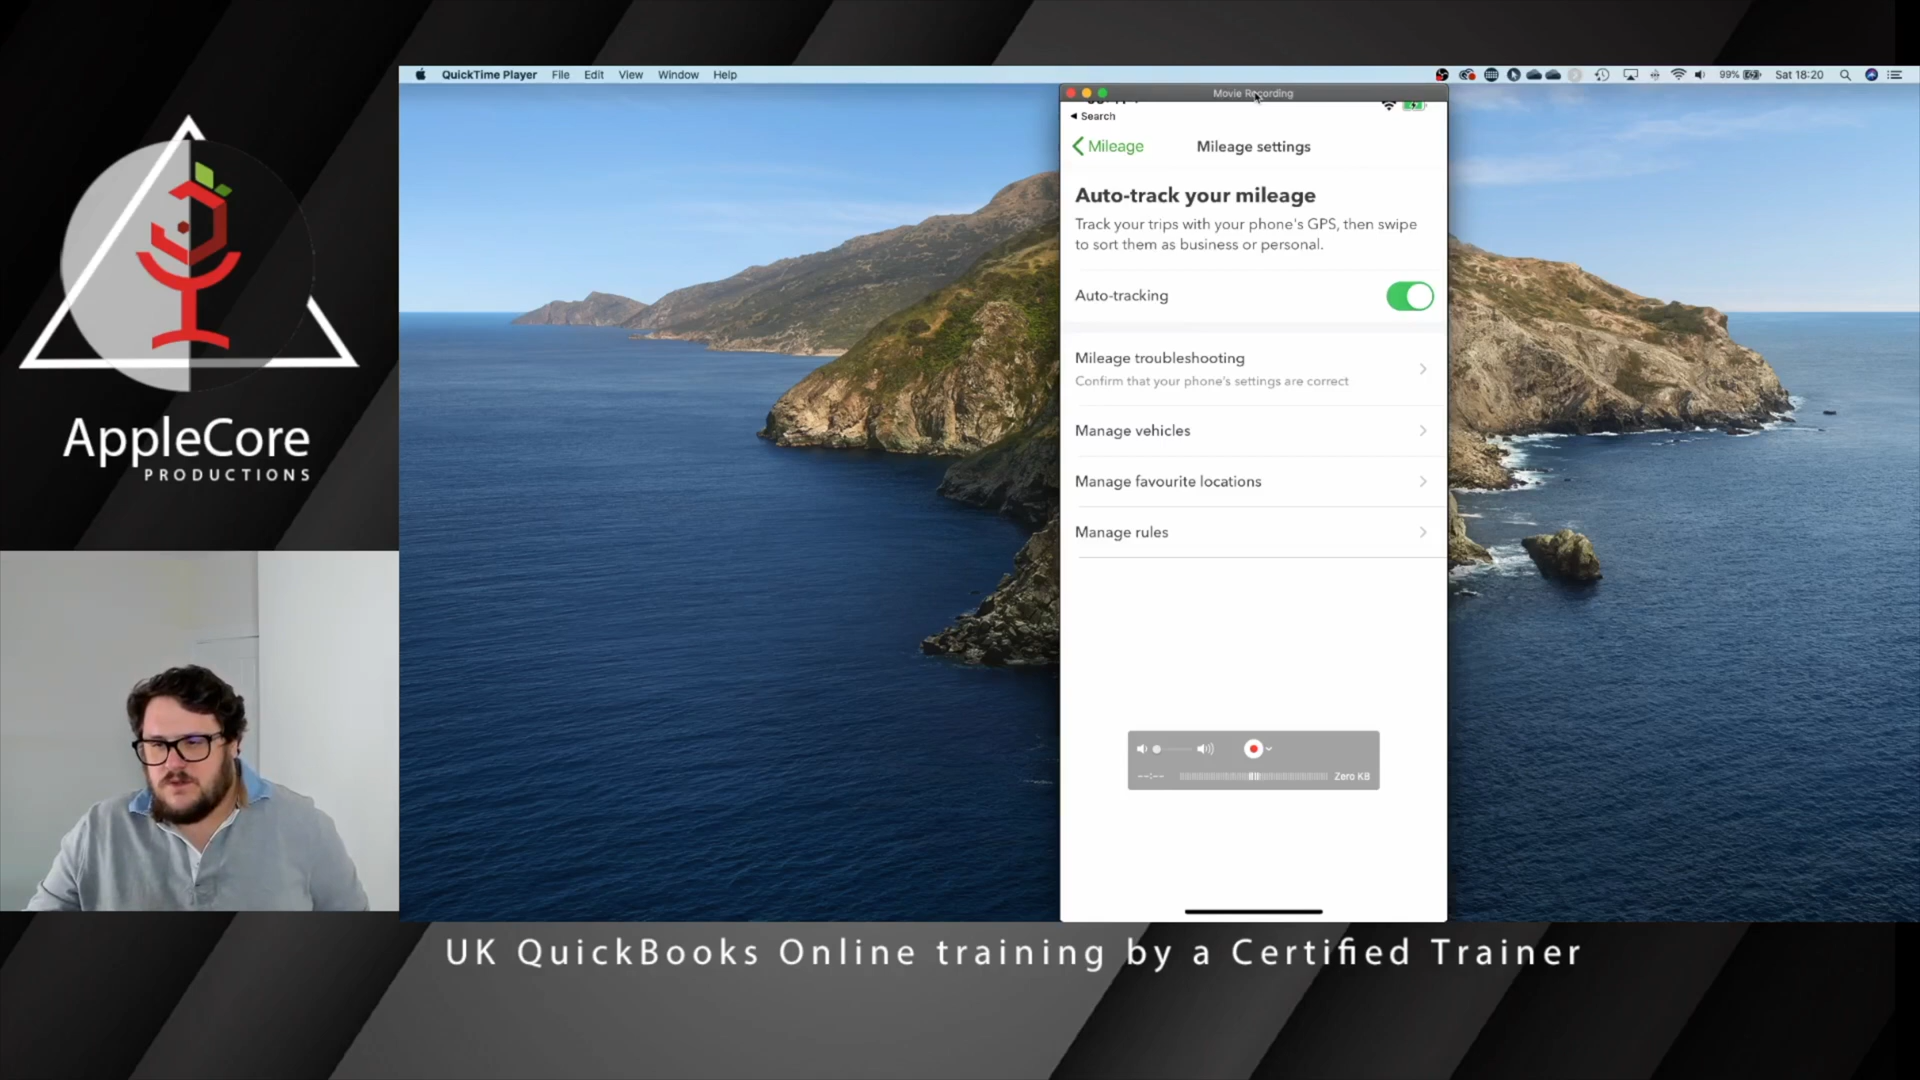 QuickTime Player File Edit View Window Help
99% Sat 18:20
Movie Recording
Search
Mileage
Mileage settings
Auto-track your mileage
Track your trips with your phone's GPS, then swipe
to sort them as business or personal.
Auto-tracking
Mileage troubleshooting
Confirm that your phone's settings are correct
Manage vehicles
Manage favourite locations
Manage rules
--:--
Zero KB
AppleCore
PRODUCTIONS
UK QuickBooks Online training by a Certified Trainer